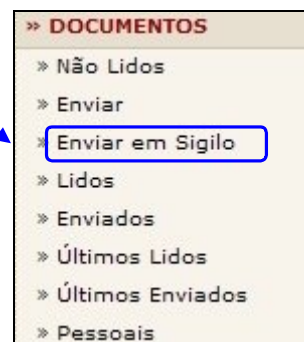 » DOCUMENTOS
» Não Lidos
» Enviar
» Enviar em Sigilo
» Lidos
» Enviados
» Últimos Lidos
» Últimos Enviados
» Pessoais